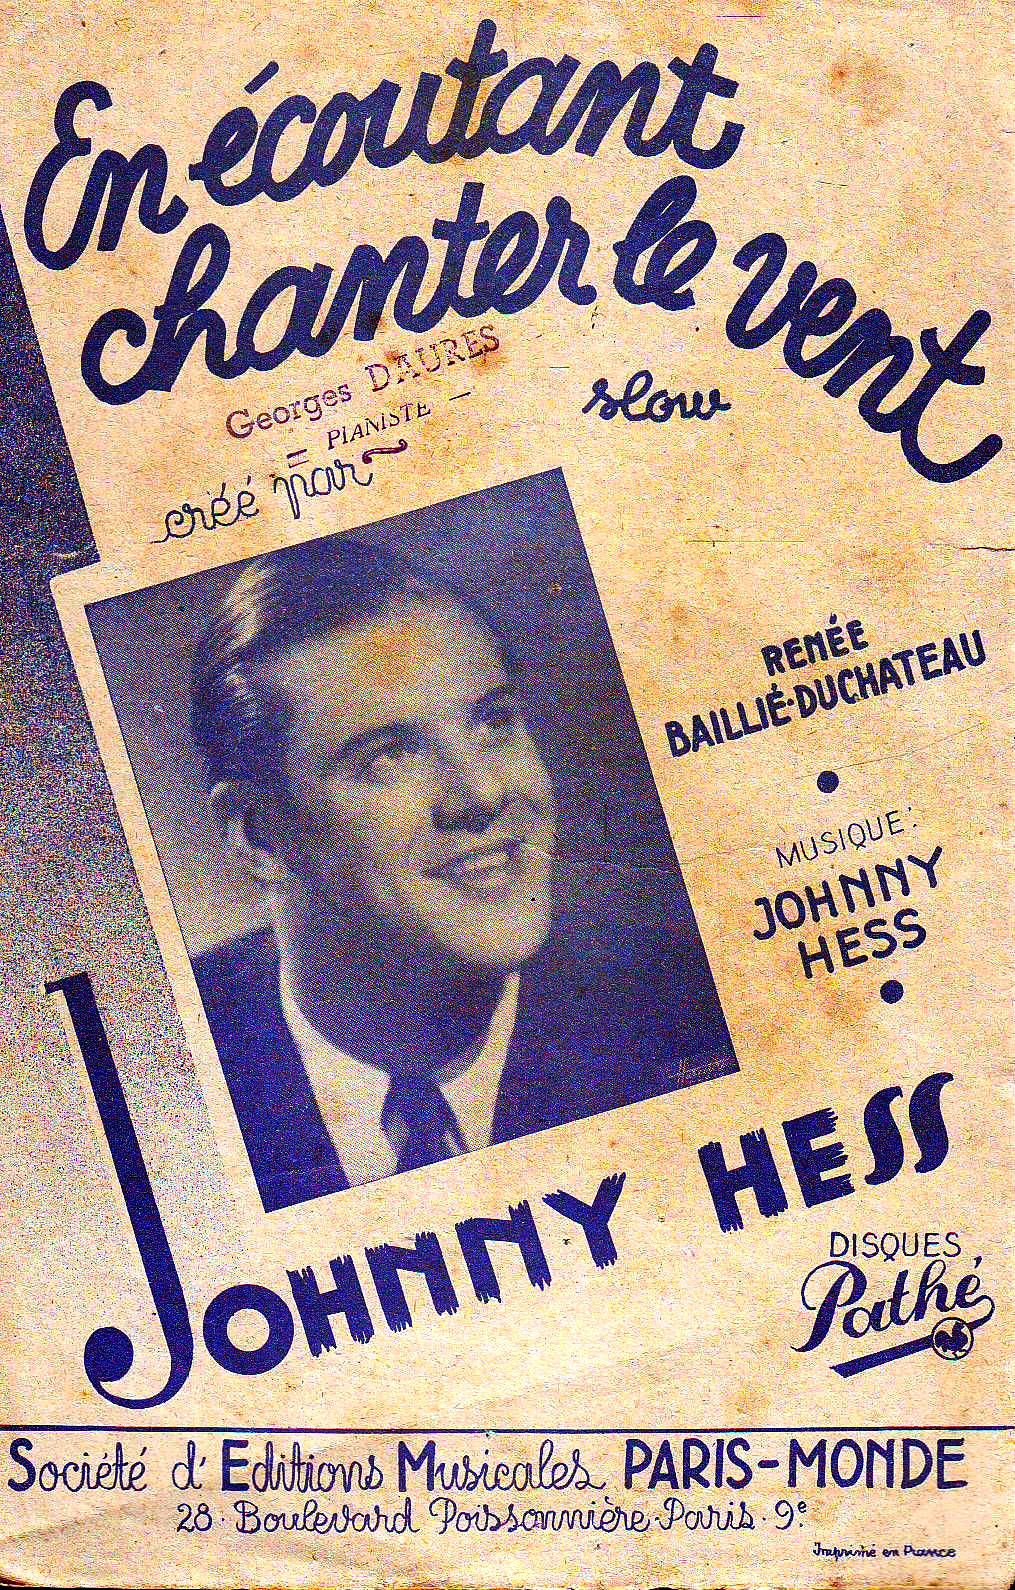 En écoutant
chanter le vent
slow
Georges DAURES
= PIANISTE —
créé par
RENÉE
BAILLIÉ·DUCHATEAU
MUSIQUE:
JOHNNY
HESS
JOHNNY HESS
DISQUES
Pathé
Société d'Editions Musicales PARIS-MONDE
28·Boulevard Poissonnière·Paris·9e
Imprimé en France